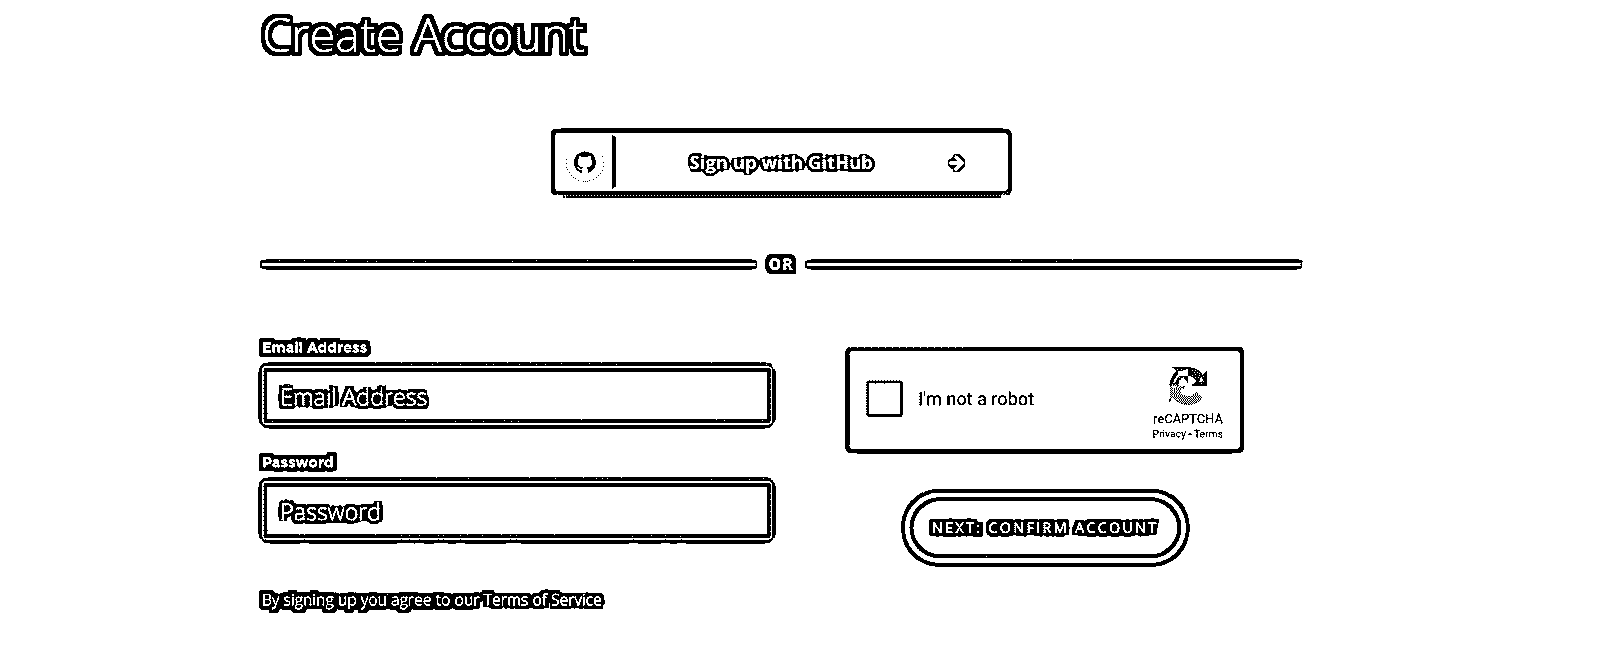 Create Account
Sign up with GitHub
OR
Email Address
Email Address
Password
Password
By signing up you agree to our Terms of Service
I'm not a robot
reCAPTCHA
Privacy - Terms
NEXT: CONFIRM ACCOUNT